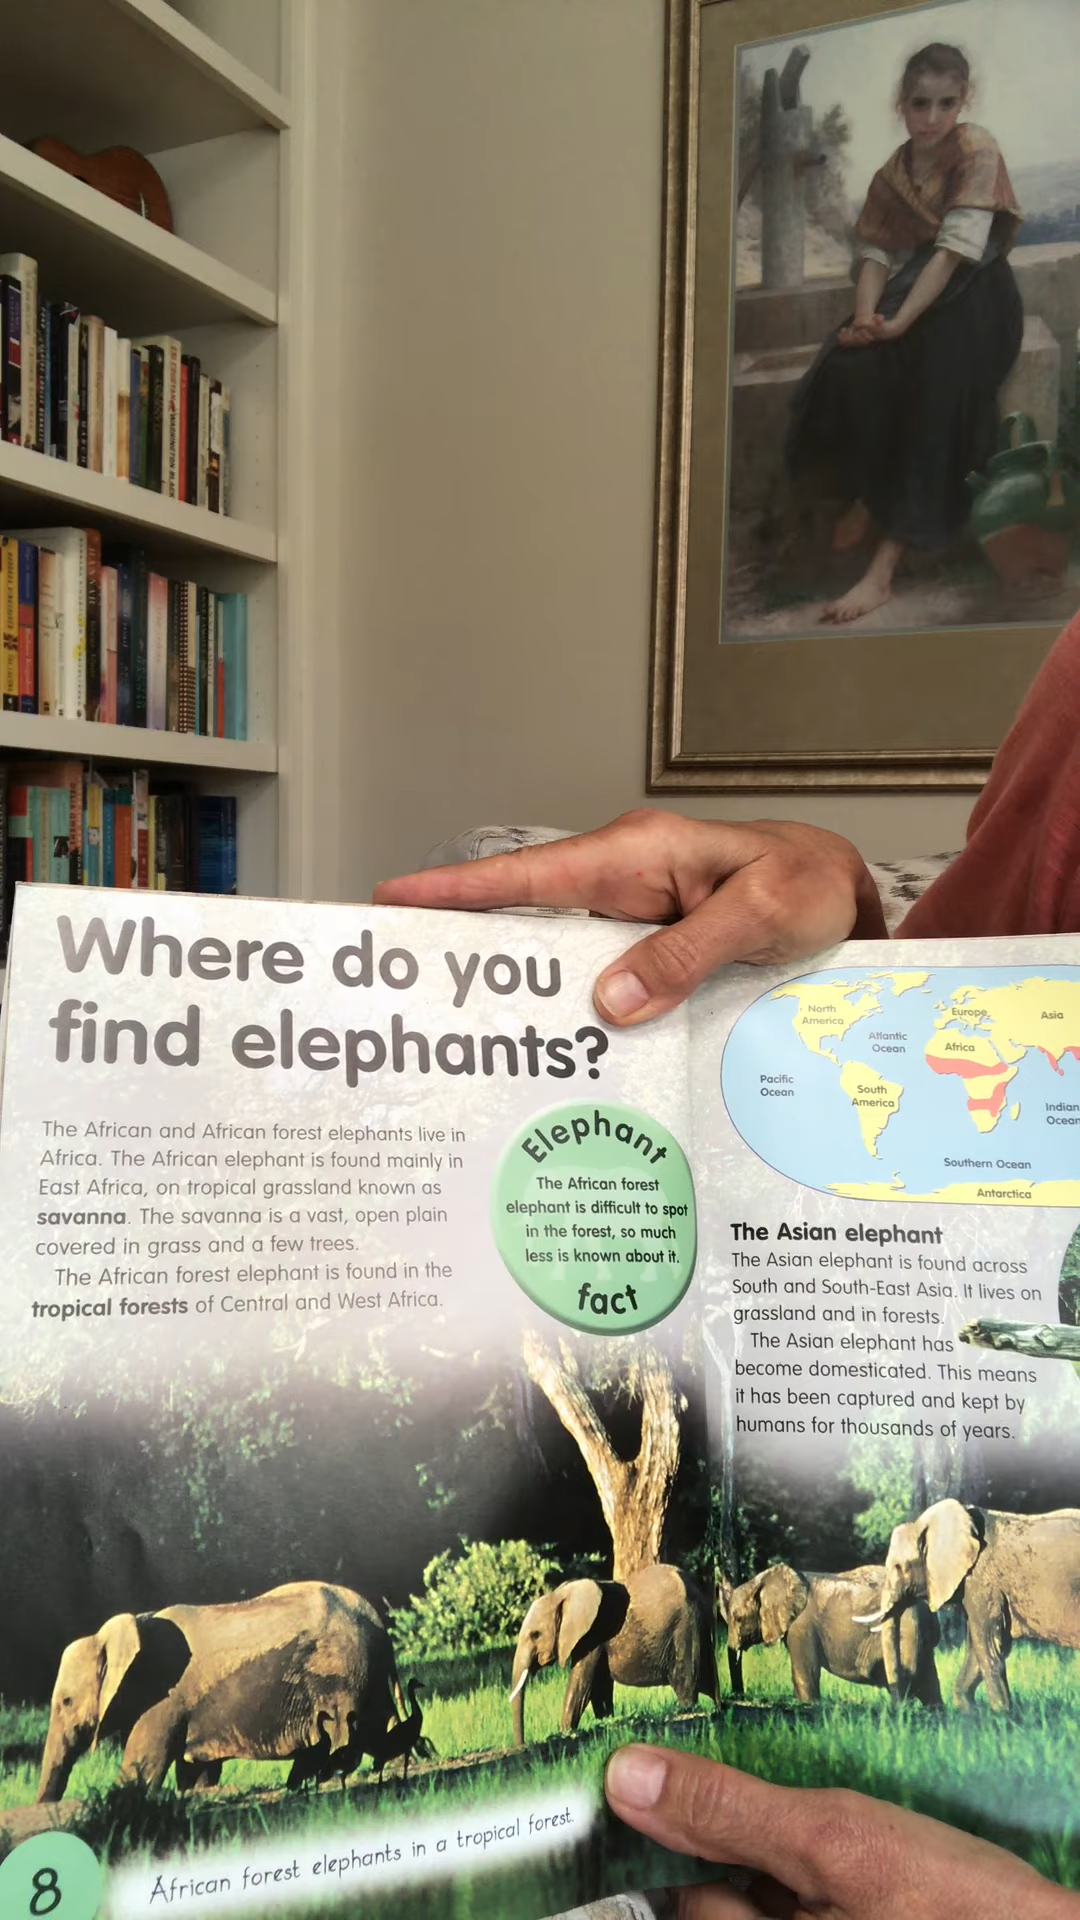 HANNAH
WASHINGTON BLACK
Where do you
find elephants?
The African and African forest elephants live in
Africa. The African elephant is found mainly in
East Africa, on tropical grassland known as
savanna. The savanna is a vast, open plain
covered in grass and a few trees.
The African forest elephant is found in the
tropical forests of Central and West Africa.
Elephant
The African forest
elephant is difficult to spot
in the forest, so much
less is known about it.
fact
North
America
Atlantic
Ocean
Europe
Asia
Africa
Pacific
Ocean
South
America
Indian
Ocean
Southern Ocean
Antarctica
The Asian elephant
The Asian elephant is found across
South and South-East Asia. It lives on
grassland and in forests.
The Asian elephant has
become domesticated. This means
it has been captured and kept by
humans for thousands of years.
African forest elephants in a tropical forest.
8